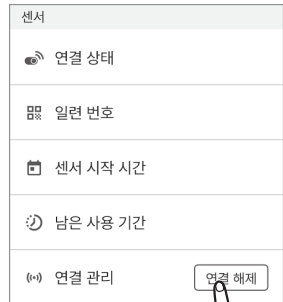 센서
연결 상태
일련 번호
센서 시작 시간
남은 사용 기간
연결 관리
연결 해제